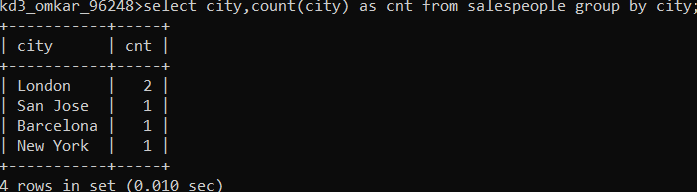 kd3_omkar_96248>select city,count(city) as cnt from salespeople group by city;
+-----------+-----+
| city      | cnt |
+-----------+-----+
| London    |   2 |
| San Jose  |   1 |
| Barcelona |   1 |
| New York  |   1 |
+-----------+-----+
4 rows in set (0.010 sec)